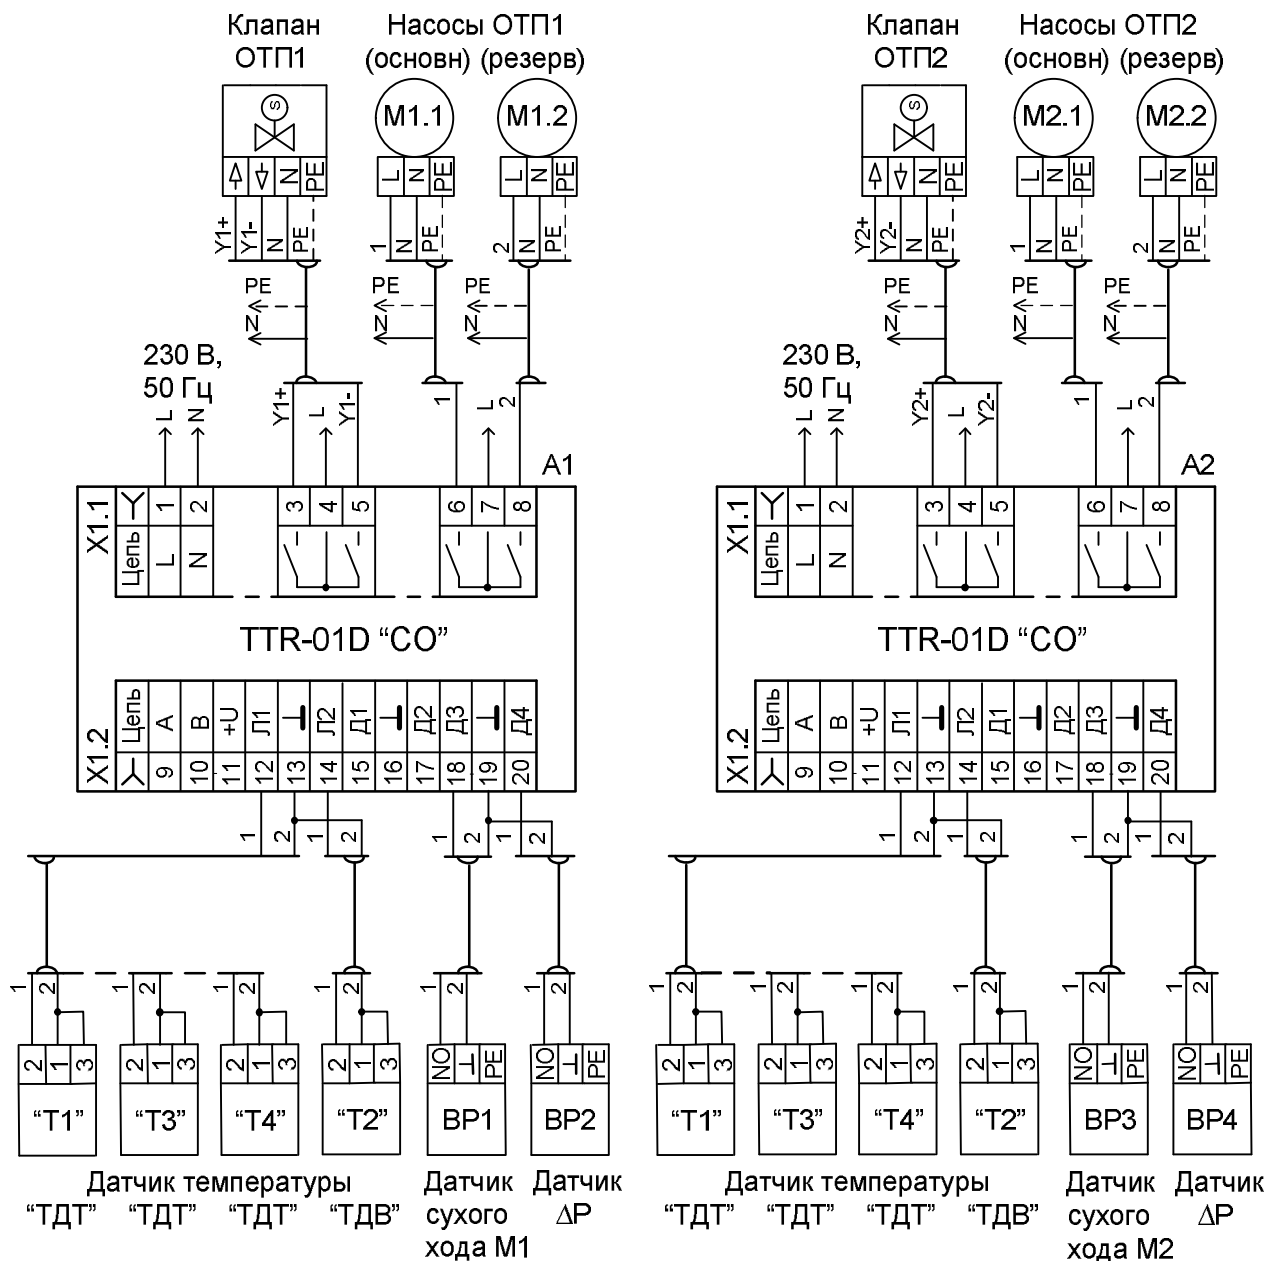 Клапан Насосы ОТП1 Клапан Насосы ОТП2
ОТП1 (основн) (резерв) ОТП2 (основн) (резерв)
S S
M1.1 M1.2 M2.1 M2.2
N PE L N PE L N PE N PE L N PE L N PE
Y1+ Y1- N PE 1 N PE 2 N PE Y2+ Y2- N PE 1 N PE 2 N PE
PE PE PE PE PE PE
N N N N N N
230 В, 230 В,
50 Гц 50 Гц
L N Y1+ L Y1- 1 L 2 L N Y2+ L Y2- 1 L 2
A1 A2
X1.1 1 2 3 4 5 6 7 8 X1.1 1 2 3 4 5 6 7 8
Цепь L N Цепь L N
TTR-01D “СО” TTR-01D “СО”
Цепь A B +U Л1 ⊥ Л2 Д1 ⊥ Д2 Д3 ⊥ Д4 Цепь A B +U Л1 ⊥ Л2 Д1 ⊥ Д2 Д3 ⊥ Д4
X1.2 9 10 11 12 13 14 15 16 17 18 19 20 X1.2 9 10 11 12 13 14 15 16 17 18 19 20
1 2 1 2 1 2 1 2 1 2 1 2 1 2 1 2
1 2 1 2 1 2 1 2 1 2 1 2 1 2 1 2 1 2 1 2 1 2 1 2
2 1 3 2 1 3 2 1 3 2 1 3 NO ⊥ PE NO ⊥ PE 2 1 3 2 1 3 2 1 3 2 1 3 NO ⊥ PE NO ⊥ PE
“Т1” “Т3” “Т4” “Т2” BP1 BP2 “Т1” “Т3” “Т4” “Т2” BP3 BP4
Датчик температуры Датчик Датчик Датчик температуры Датчик Датчик
“ТДТ” “ТДТ” “ТДТ” “ТДВ” сухого ΔP “ТДТ” “ТДТ” “ТДТ” “ТДВ” сухого ΔP
хода М1 хода М2